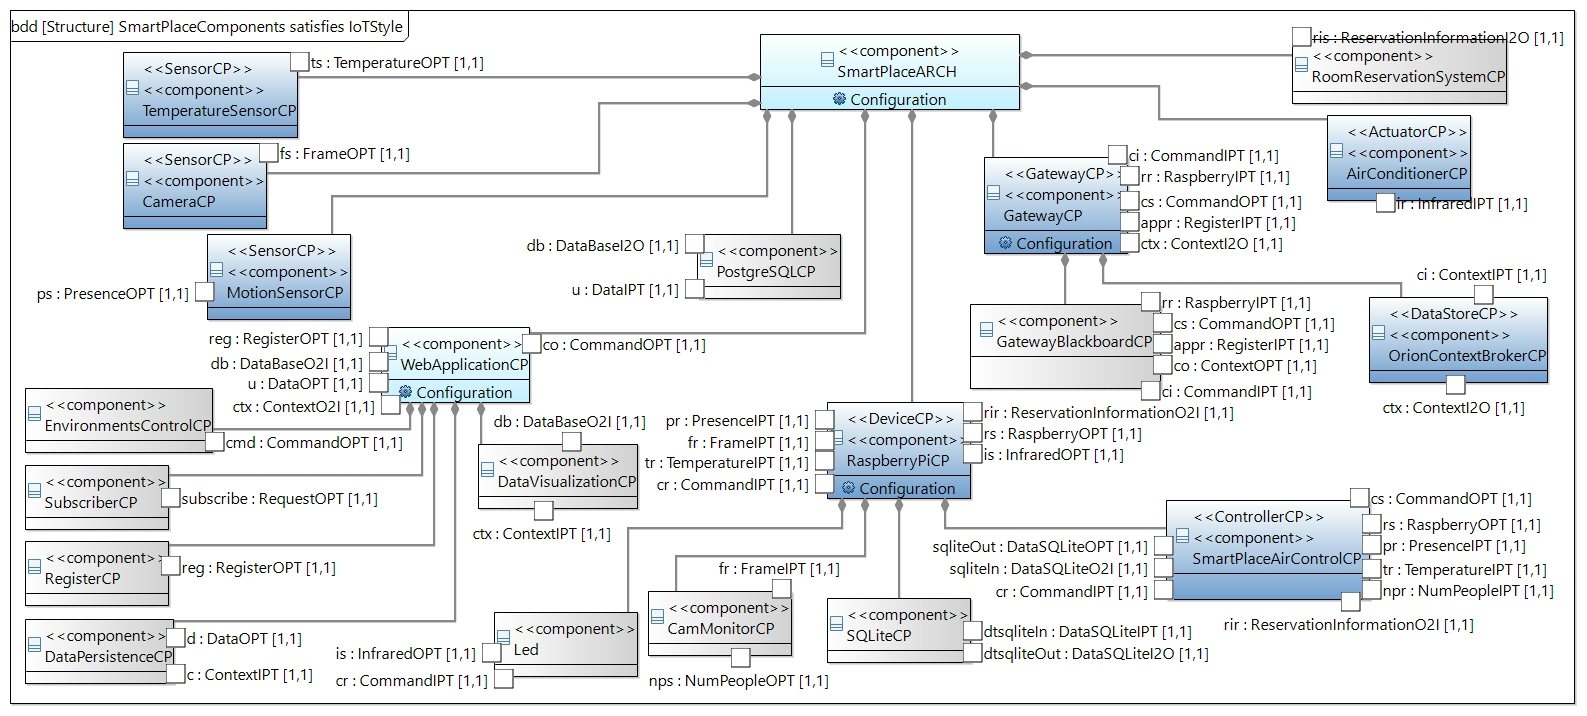 bdd [Structure] SmartPlaceComponents satisfies IoTStyle
<<SensorCP>>
<<component>>
TemperatureSensorCP
ts : TemperatureOPT [1,1]
<<component>>
SmartPlaceARCH
Configuration
ris : ReservationInformationI2O [1,1]
<<component>>
RoomReservationSystemCP
<<SensorCP>>
<<component>>
CameraCP
fs : FrameOPT [1,1]
<<ActuatorCP>>
<<component>>
AirConditionerCP
ir : InfraredIPT [1,1]
<<GatewayCP>>
<<component>>
GatewayCP
Configuration
ci : CommandIPT [1,1]
rr : RaspberryIPT [1,1]
cs : CommandOPT [1,1]
appr : RegisterIPT [1,1]
ctx : ContextI2O [1,1]
<<SensorCP>>
<<component>>
MotionSensorCP
ps : PresenceOPT [1,1]
db : DataBaseI2O [1,1]
u : DataIPT [1,1]
<<component>>
PostgreSQLCP
ci : ContextIPT [1,1]
<<DataStoreCP>>
<<component>>
OrionContextBrokerCP
ctx : ContextI2O [1,1]
<<component>>
GatewayBlackboardCP
rr : RaspberryIPT [1,1]
cs : CommandOPT [1,1]
appr : RegisterIPT [1,1]
co : ContextOPT [1,1]
ci : CommandIPT [1,1]
reg : RegisterOPT [1,1]
db : DataBaseO2I [1,1]
u : DataOPT [1,1]
ctx : ContextO2I [1,1]
<<component>>
WebApplicationCP
Configuration
co : CommandOPT [1,1]
<<component>>
EnvironmentsControlCP
cmd : CommandOPT [1,1]
db : DataBaseO2I [1,1]
<<component>>
DataVisualizationCP
ctx : ContextIPT [1,1]
pr : PresenceIPT [1,1]
fr : FrameIPT [1,1]
tr : TemperatureIPT [1,1]
cr : CommandIPT [1,1]
<<DeviceCP>>
<<component>>
RaspberryPiCP
Configuration
rir : ReservationInformationO2I [1,1]
rs : RaspberryOPT [1,1]
is : InfraredOPT [1,1]
<<component>>
SubscriberCP
subscribe : RequestOPT [1,1]
<<component>>
RegisterCP
reg : RegisterOPT [1,1]
<<component>>
DataPersistenceCP
d : DataOPT [1,1]
c : ContextIPT [1,1]
<<component>>
Led
is : InfraredOPT [1,1]
cr : CommandIPT [1,1]
fr : FrameIPT [1,1]
<<component>>
CamMonitorCP
nps : NumPeopleOPT [1,1]
<<component>>
SQLiteCP
dtsqliteIn : DataSQLiteIPT [1,1]
dtsqliteOut : DataSQLiteI2O [1,1]
sqliteOut : DataSQLiteOPT [1,1]
sqliteIn : DataSQLiteO2I [1,1]
cr : CommandIPT [1,1]
<<ControllerCP>>
<<component>>
SmartPlaceAirControlCP
cs : CommandOPT [1,1]
rs : RaspberryOPT [1,1]
pr : PresenceIPT [1,1]
tr : TemperatureIPT [1,1]
npr : NumPeopleIPT [1,1]
rir : ReservationInformationO2I [1,1]